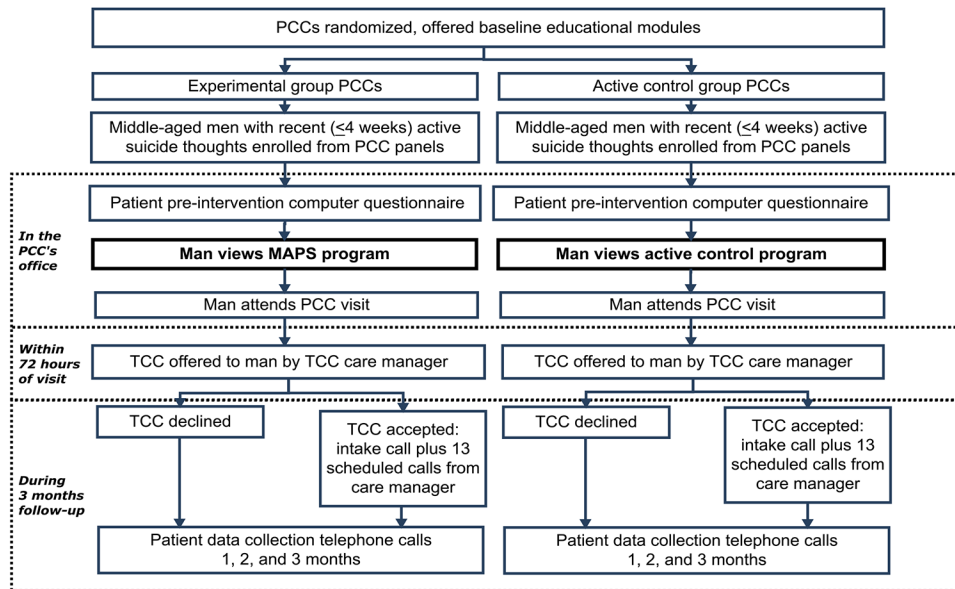 PCCs randomized, offered baseline educational modules
Experimental group PCCs
Active control group PCCs
Middle-aged men with recent (≤4 weeks) active
suicide thoughts enrolled from PCC panels
Middle-aged men with recent (≤4 weeks) active
suicide thoughts enrolled from PCC panels
In the
PCC's
office
Patient pre-intervention computer questionnaire
Patient pre-intervention computer questionnaire
Man views MAPS program
Man views active control program
Man attends PCC visit
Man attends PCC visit
Within
72 hours
of visit
TCC offered to man by TCC care manager
TCC offered to man by TCC care manager
During
3 months
follow-up
TCC declined
TCC accepted:
intake call plus 13
scheduled calls from
care manager
TCC declined
TCC accepted:
intake call plus 13
scheduled calls from
care manager
Patient data collection telephone calls
1, 2, and 3 months
Patient data collection telephone calls
1, 2, and 3 months